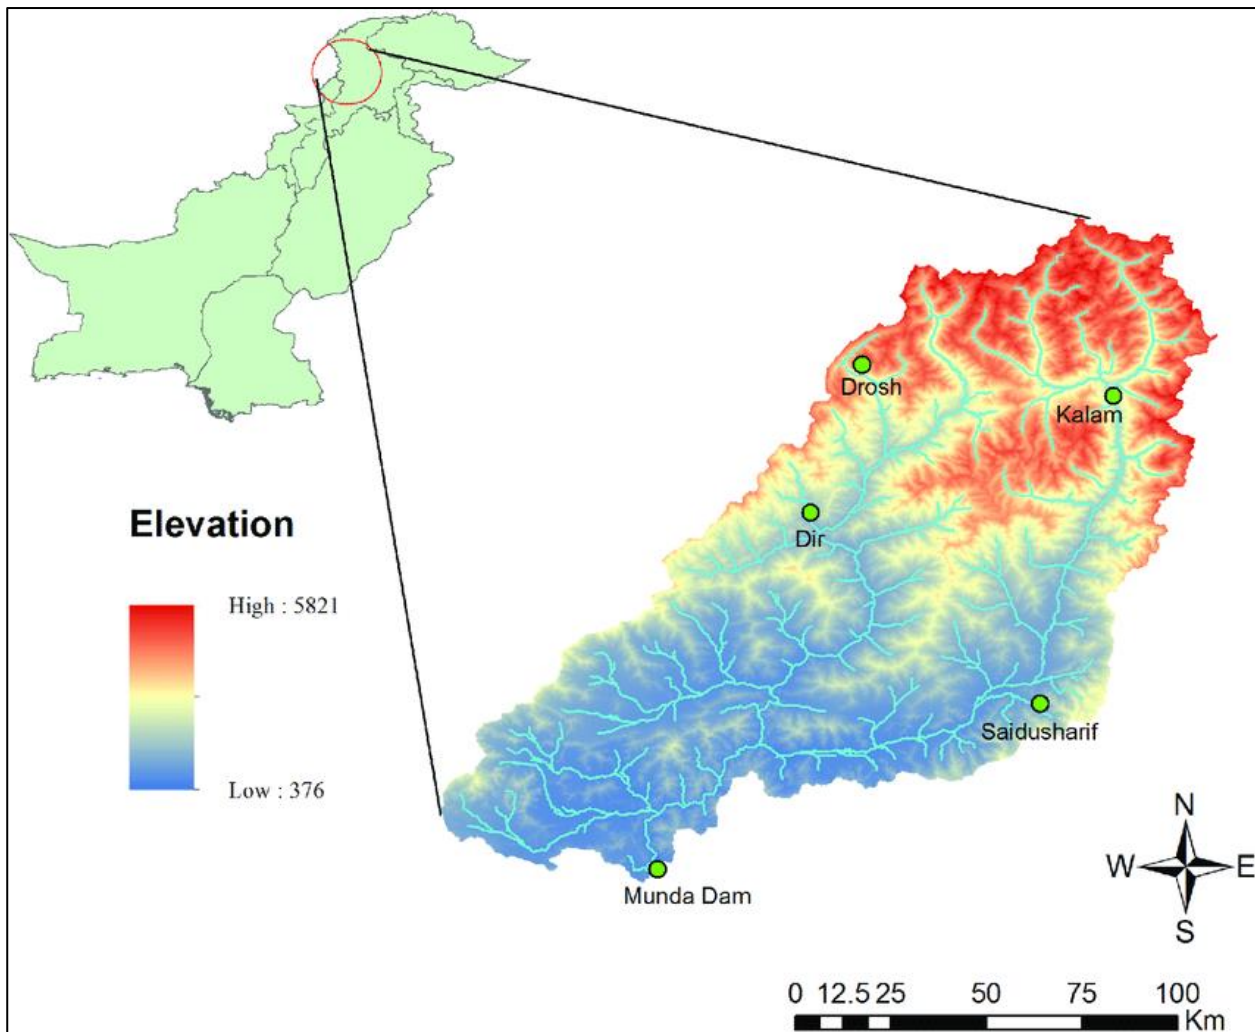 Drosh
Kalam
Elevation
Dir
High : 5821
Saidusharif
Low : 376
N
W
E
Munda Dam
S
0 12.5 25 50 75 100
Km